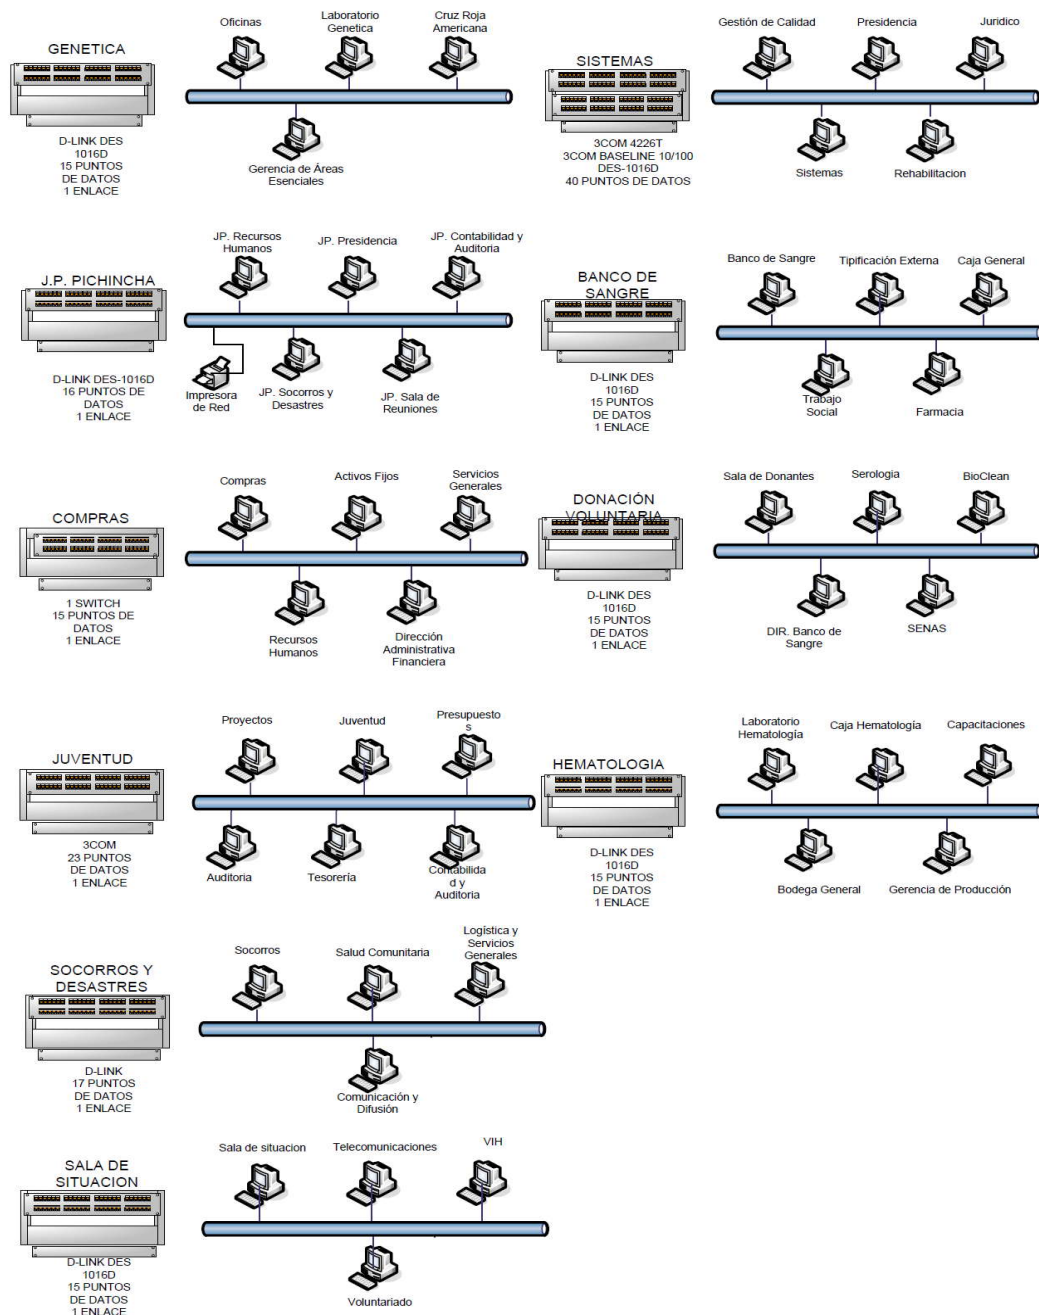 GENETICA
D-LINK DES
1016D
15 PUNTOS
DE DATOS
1 ENLACE
Oficinas
Laboratorio
Genetica
Cruz Roja
Americana
Gerencia de Áreas
Esenciales
SISTEMAS
3COM 4226T
3COM BASELINE 10/100
DES-1016D
40 PUNTOS DE DATOS
Gestión de Calidad
Presidencia
Jurídico
Sistemas
Rehabilitacion
J.P. PICHINCHA
D-LINK DES-1016D
16 PUNTOS DE
DATOS
1 ENLACE
JP. Recursos
Humanos
JP. Presidencia
JP. Contabilidad y
Auditoria
Impresora
de Red
JP. Socorros y
Desastres
JP. Sala de
Reuniones
BANCO DE
SANGRE
D-LINK DES
1016D
15 PUNTOS
DE DATOS
1 ENLACE
Banco de Sangre
Tipificación Externa
Caja General
Trabajo
Social
Farmacia
COMPRAS
1 SWITCH
15 PUNTOS DE
DATOS
1 ENLACE
Compras
Activos Fijos
Servicios
Generales
Recursos
Humanos
Dirección
Administrativa
Financiera
DONACIÓN
VOLUNTARIA
D-LINK DES
1016D
15 PUNTOS
DE DATOS
1 ENLACE
Sala de Donantes
Serologia
BioClean
DIR. Banco de
Sangre
SENAS
JUVENTUD
3COM
23 PUNTOS
DE DATOS
1 ENLACE
Proyectos
Juventud
Presupuesto
s
Auditoria
Tesorería
Contabilida
d y
Auditoria
HEMATOLOGIA
D-LINK DES
1016D
15 PUNTOS
DE DATOS
1 ENLACE
Laboratorio
Hematología
Caja Hematología
Capacitaciones
Bodega General
Gerencia de Producción
SOCORROS Y
DESASTRES
D-LINK
17 PUNTOS
DE DATOS
1 ENLACE
Socorros
Salud Comunitaria
Logística y
Servicios
Generales
Comunicación y
Difusión
SALA DE
SITUACION
D-LINK DES
1016D
15 PUNTOS
DE DATOS
1 ENLACE
Sala de situacion
Telecomunicaciones
VIH
Voluntariado